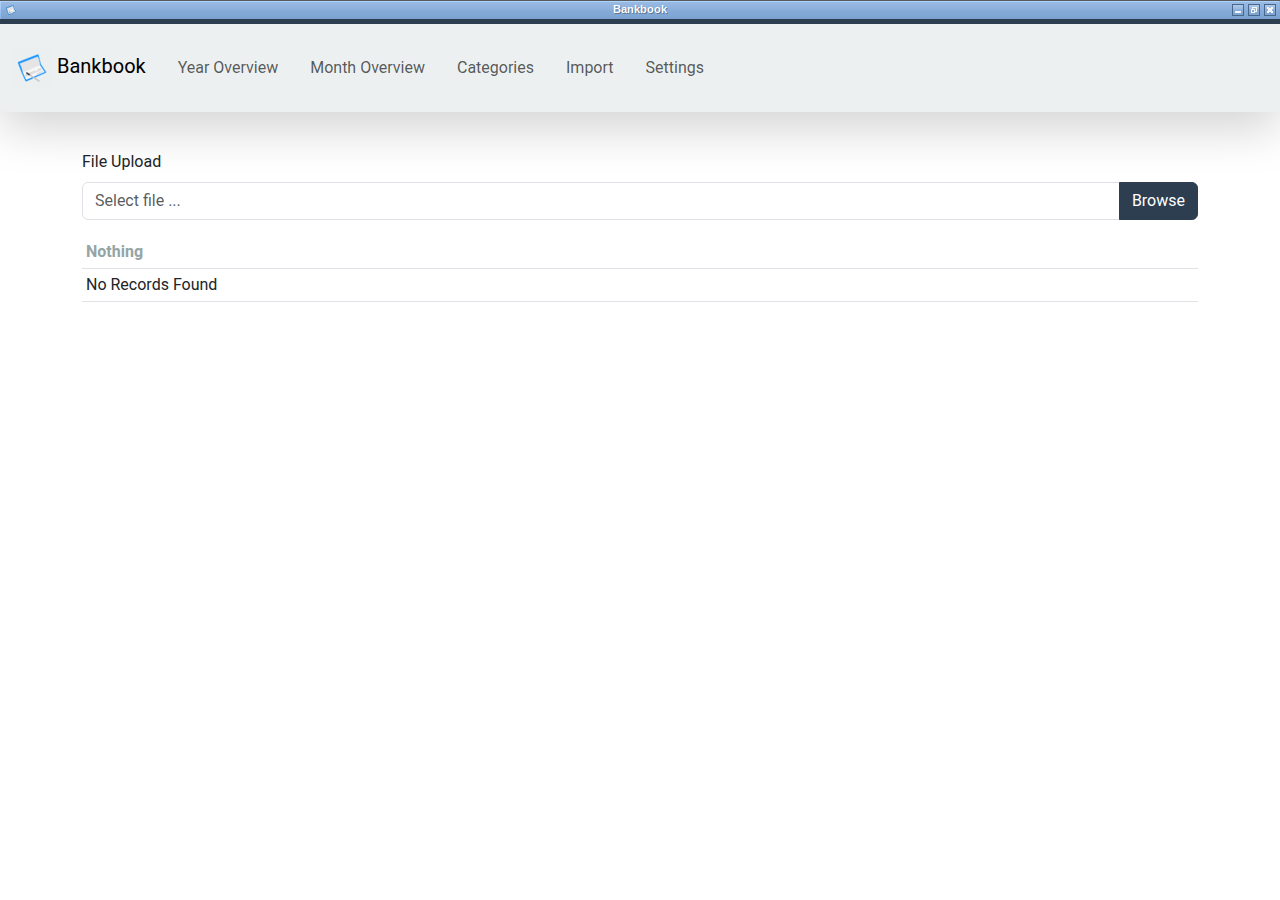 Bankbook
Bankbook Year Overview Month Overview Categories Import Settings
File Upload
Select file ... Browse
Nothing
No Records Found